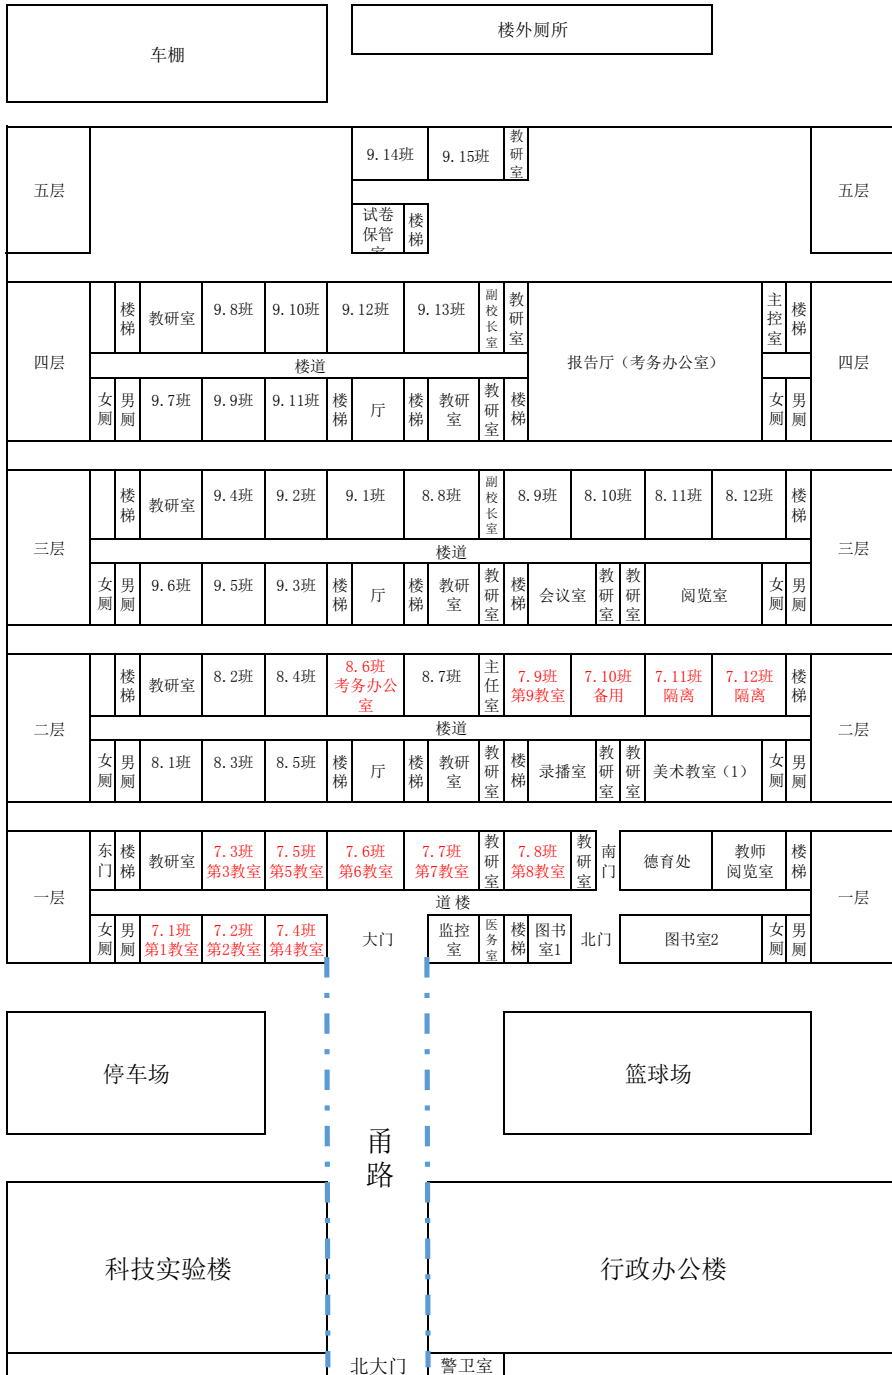 楼外厕所
车棚
五层
9.14班
9.15班
教研室
五层
试卷
保管
室
楼梯
四层
楼梯
教研室
9.8班
9.10班
9.12班
9.13班
副校长室
教研室
报告厅（考务办公室）
主控室
楼梯
四层
楼道
女厕
男厕
9.7班
9.9班
9.11班
楼梯
厅
楼梯
教研
室
教研室
楼梯
女厕
男厕
三层
楼梯
教研室
9.4班
9.2班
9.1班
8.8班
副校长室
8.9班
8.10班
8.11班
8.12班
楼梯
三层
楼道
女厕
男厕
9.6班
9.5班
9.3班
楼梯
厅
楼梯
教研
室
教研室
楼梯
会议室
教研室
教研室
阅览室
女厕
男厕
二层
楼梯
教研室
8.2班
8.4班
8.6班
考务办公
室
8.7班
主任室
7.9班
第9教室
7.10班
备用
7.11班
隔离
7.12班
隔离
楼梯
二层
楼道
女厕
男厕
8.1班
8.3班
8.5班
楼梯
厅
楼梯
教研
室
教研室
楼梯
录播室
教研室
教研室
美术教室（1）
女厕
男厕
一层
东门
楼梯
教研室
7.3班
第3教室
7.5班
第5教室
7.6班
第6教室
7.7班
第7教室
教研室
7.8班
第8教室
教研室
南门
德育处
教师
阅览室
楼梯
一层
道 楼
女厕
男厕
7.1班
第1教室
7.2班
第2教室
7.4班
第4教室
大门
监控
室
医务室
楼梯
图书
室1
北门
图书室2
女厕
男厕
停车场
篮球场
甬
路
科技实验楼
行政办公楼
北大门
警卫室